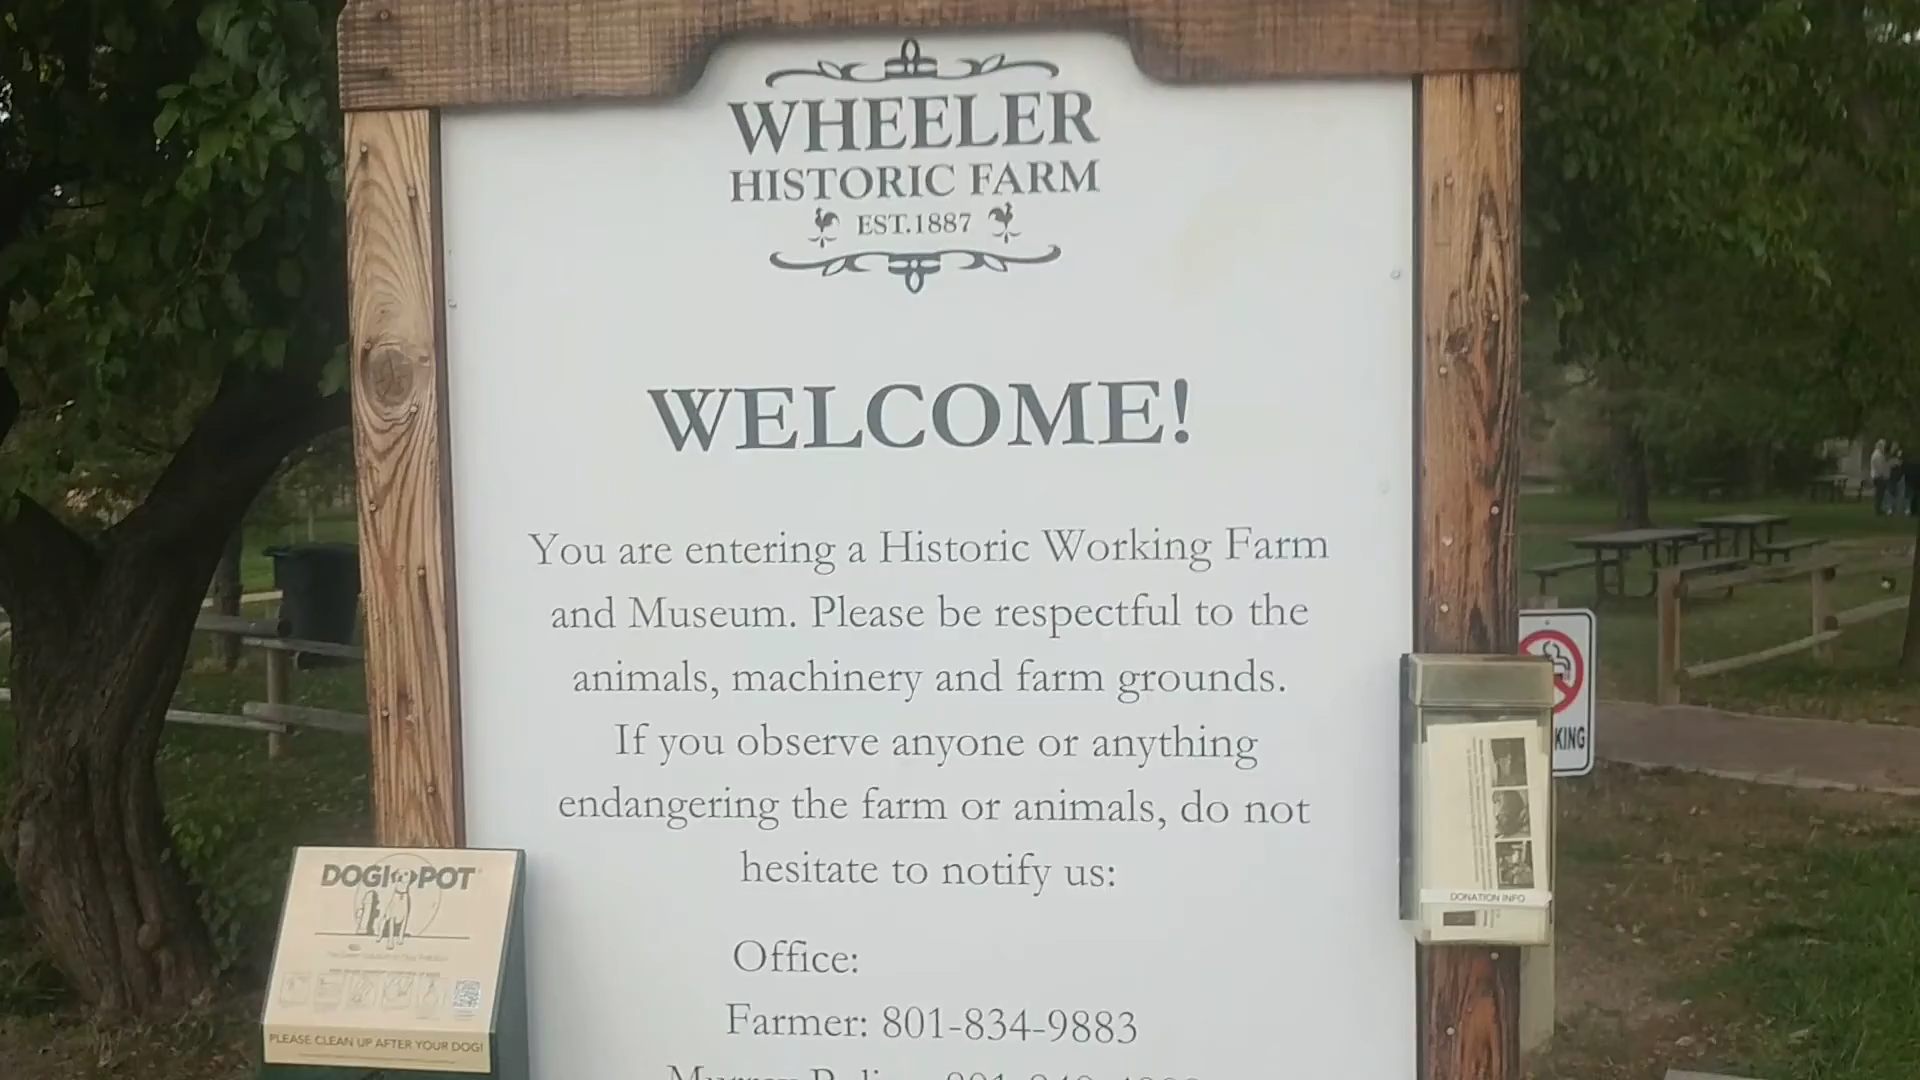 WHEELER
HISTORIC FARM
EST.1887
WELCOME!
You are entering a Historic Working Farm
and Museum. Please be respectful to the
animals, machinery and farm grounds.
If you observe anyone or anything
endangering the farm or animals, do not
hesitate to notify us:
Office:
Farmer: 801-834-9883
DOGIPOT
PLEASE CLEAN UP AFTER YOUR DOG!
DONATION INFO
KING